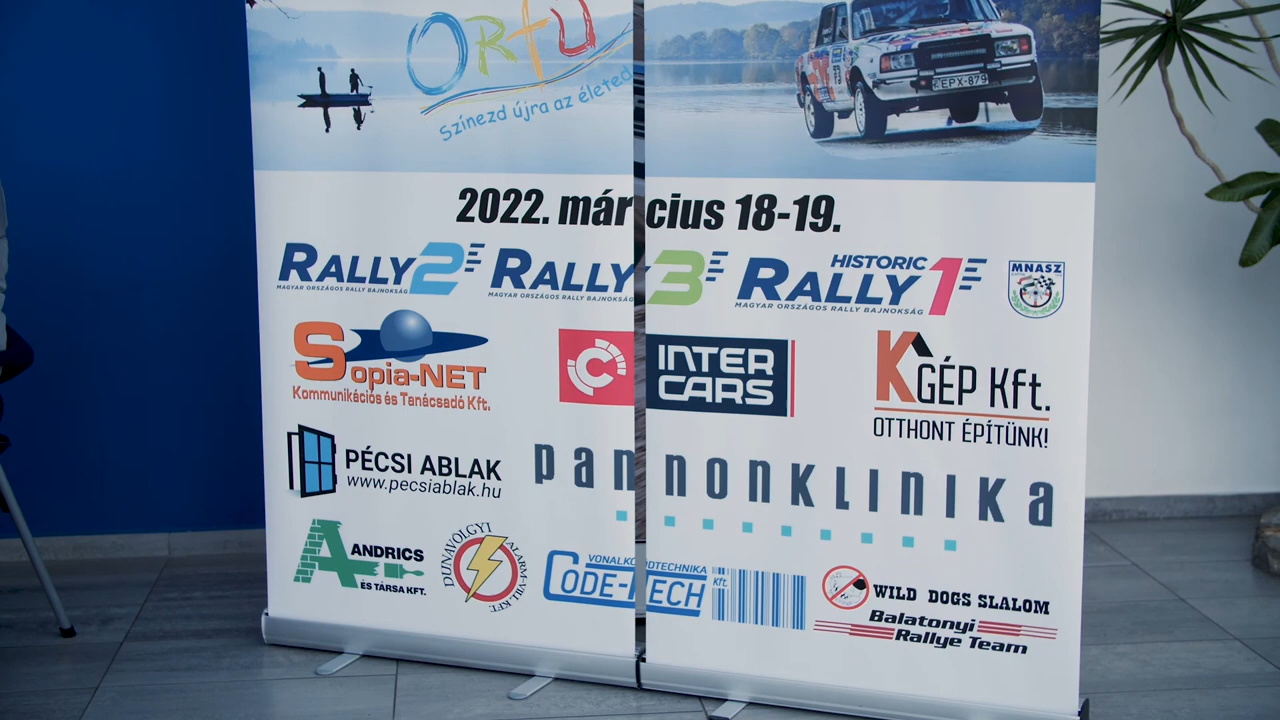 ORFŰ
Színezd újra az életed
EPX-879
2022. március 18-19.
RALLY2
MAGYAR ORSZÁGOS RALLY BAJNOKSÁG
RALLY3
MAGYAR ORSZÁGOS RALLY BAJNOKSÁG
HISTORIC
RALLY1
MAGYAR ORSZÁGOS RALLY BAJNOKSÁG
MNASZ
Sopia-NET
Kommunikációs és Tanácsadó Kft.
INTER
CARS
KGÉP Kft.
OTTHONT ÉPÍTÜNK!
PÉCSI ABLAK
www.pecsiablak.hu
pannonklinika
ANDRICS
ÉS TÁRSA KFT.
DUNAVÖLGYI
ALARM-VILL KFT.
VONALKÓDTECHNIKA
CODE-TECH kft.
WILD DOGS SLALOM
Balatonyi
Rallye Team